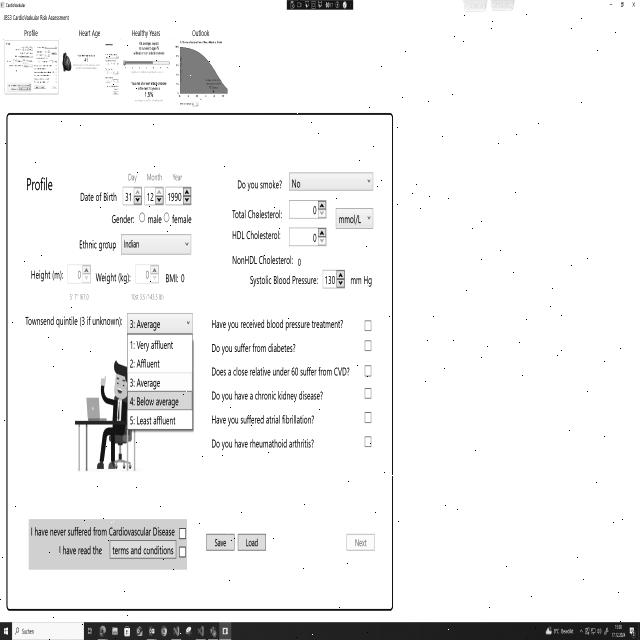 CardioVascular
JBS3 CardioVascular Risk Assessment
Profile
Heart Age
Healthy Years
Outlook
Profile
Day Month Year
Date of Birth 31 12 1990
Gender: male female
Ethnic group Indian
Height (m): 0 Weight (kg): 0 BMI: 0
Townsend quintile (3 if unknown): 3: Average
1: Very affluent
2: Affluent
3: Average
4: Below average
5: Least affluent
Do you smoke? No
Total Cholesterol: 0 mmol/L
HDL Cholesterol: 0
NonHDL Cholesterol: 0
Systolic Blood Pressure: 130 mm Hg
Have you received blood pressure treatment?
Do you suffer from diabetes?
Does a close relative under 60 suffer from CVD?
Do you have a chronic kidney disease?
Have you suffered atrial fibrillation?
Do you have rheumathoid arthritis?
I have never suffered from Cardiovascular Disease
I have read the terms and conditions
Save Load Next
Suchen